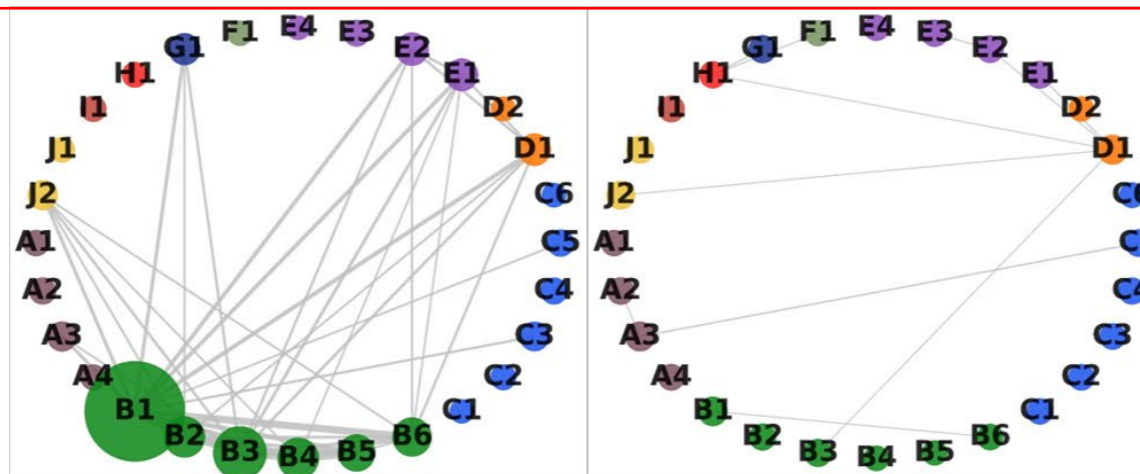 G1 F1 E4 E3 E2
H1 E1
I1 D2
J1 D1
J2 C6
A1 C5
A2 C4
A3 C3
A4 C2
B1 C1
B2 B3 B4 B5 B6
G1 F1 E4 E3 E2
H1 E1
I1 D2
J1 D1
J2
A1
A2
A3 C3
A4 C2
B1 C1
B2 B3 B4 B5 B6